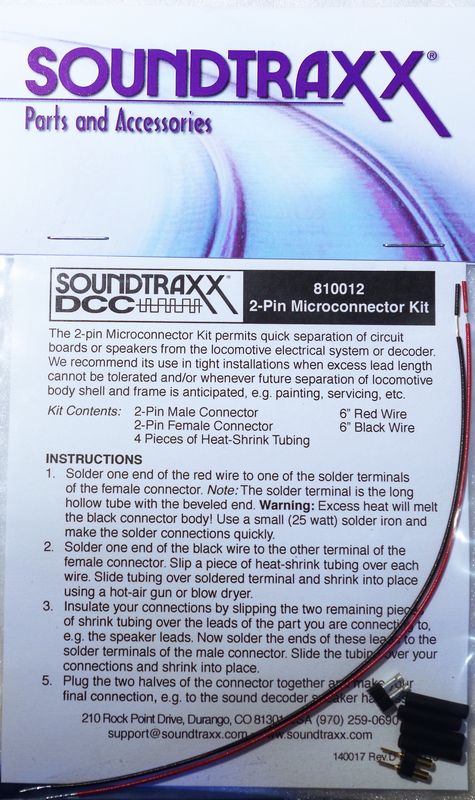 SOUNDTRAXX®
Parts and Accessories
SOUNDTRAXX™
DCC
810012
2-Pin Microconnector Kit
The 2-pin Microconnector Kit permits quick separation of circuit
boards or speakers from the locomotive electrical system or decoder.
We recommend its use in tight installations when excess lead length
cannot be tolerated and/or whenever future separation of locomotive
body shell and frame is anticipated, e.g. painting, servicing, etc.
Kit Contents: 2-Pin Male Connector 6" Red Wire
2-Pin Female Connector 6" Black Wire
4 Pieces of Heat-Shrink Tubing
INSTRUCTIONS
1. Solder one end of the red wire to one of the solder terminals
of the female connector. Note: The solder terminal is the long
hollow tube with the beveled end. Warning: Excess heat will melt
the black connector body! Use a small (25 watt) solder iron and
make the solder connections quickly.
2. Solder one end of the black wire to the other terminal of the
female connector. Slip a piece of heat-shrink tubing over each
wire. Slide tubing over soldered terminal and shrink into place
using a hot-air gun or blow dryer.
3. Insulate your connections by slipping the two remaining pieces
of shrink tubing over the leads of the part you are connecting to,
e.g. the speaker leads. Now solder the ends of these leads to the
solder terminals of the male connector. Slide the tubing over your
connections and shrink into place.
5. Plug the two halves of the connector together and make your
final connection, e.g. to the sound decoder speaker
210 Rock Point Drive, Durango, CO 81301 USA (970) 259-0690
support@soundtraxx.com www.soundtraxx.com
140017 Rev.D